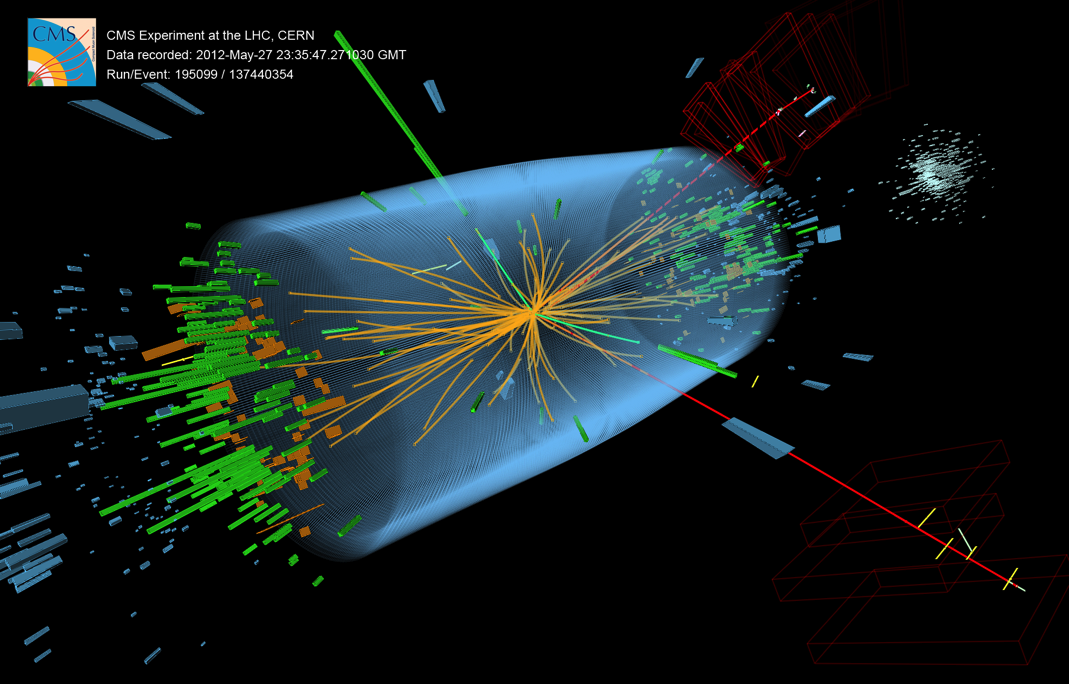 CMS
CMS Experiment at the LHC, CERN
Data recorded: 2012-May-27 23:35:47.271030 GMT
Run/Event: 195099 / 137440354